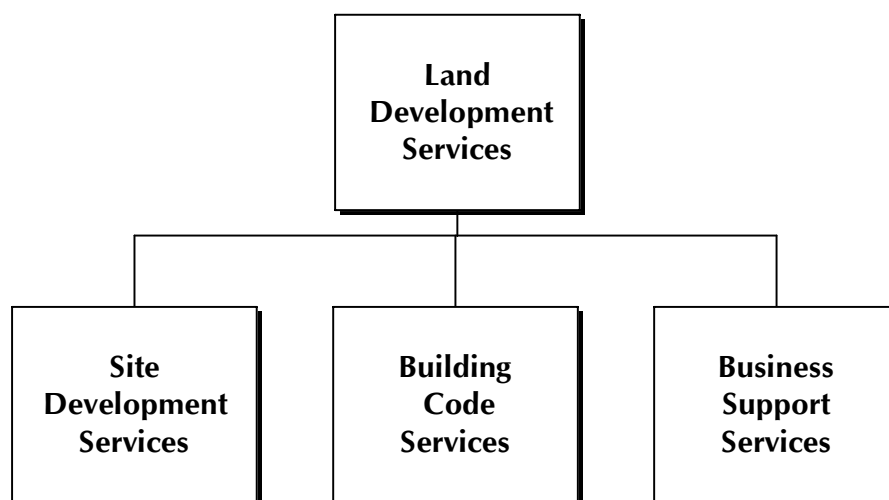 Land
Development
Services
Site
Development
Services
Building
Code
Services
Business
Support
Services